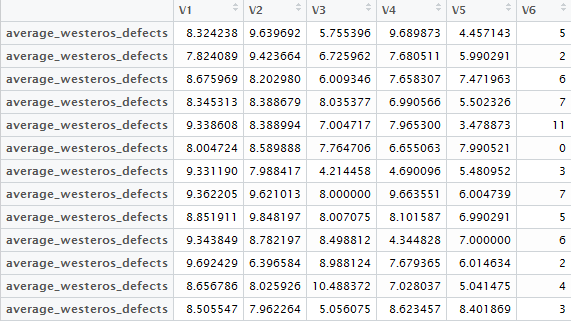 V1 V2 V3 V4 V5 V6
average_westeros_defects 8.324238 9.639692 5.755396 9.689873 4.457143 5
average_westeros_defects 7.824089 9.423664 6.725962 7.680511 5.990291 2
average_westeros_defects 8.675969 8.202980 6.009346 7.658307 7.471963 6
average_westeros_defects 8.345313 8.388679 8.035377 6.990566 5.502326 7
average_westeros_defects 9.338608 8.388994 7.004717 7.965300 3.478873 11
average_westeros_defects 8.004724 8.589888 7.764706 6.655063 7.990521 0
average_westeros_defects 9.331190 7.988417 4.214458 4.690096 5.480952 3
average_westeros_defects 9.362205 9.621013 8.000000 9.663551 6.004739 7
average_westeros_defects 8.851911 9.848197 8.007075 8.101587 6.990291 5
average_westeros_defects 9.343849 8.782197 8.498812 4.344828 7.000000 6
average_westeros_defects 9.692429 6.396584 8.988124 7.679365 6.014634 2
average_westeros_defects 8.656786 8.025926 10.488372 7.028037 5.041475 4
average_westeros_defects 8.505547 7.962264 5.056075 8.623457 8.401869 3